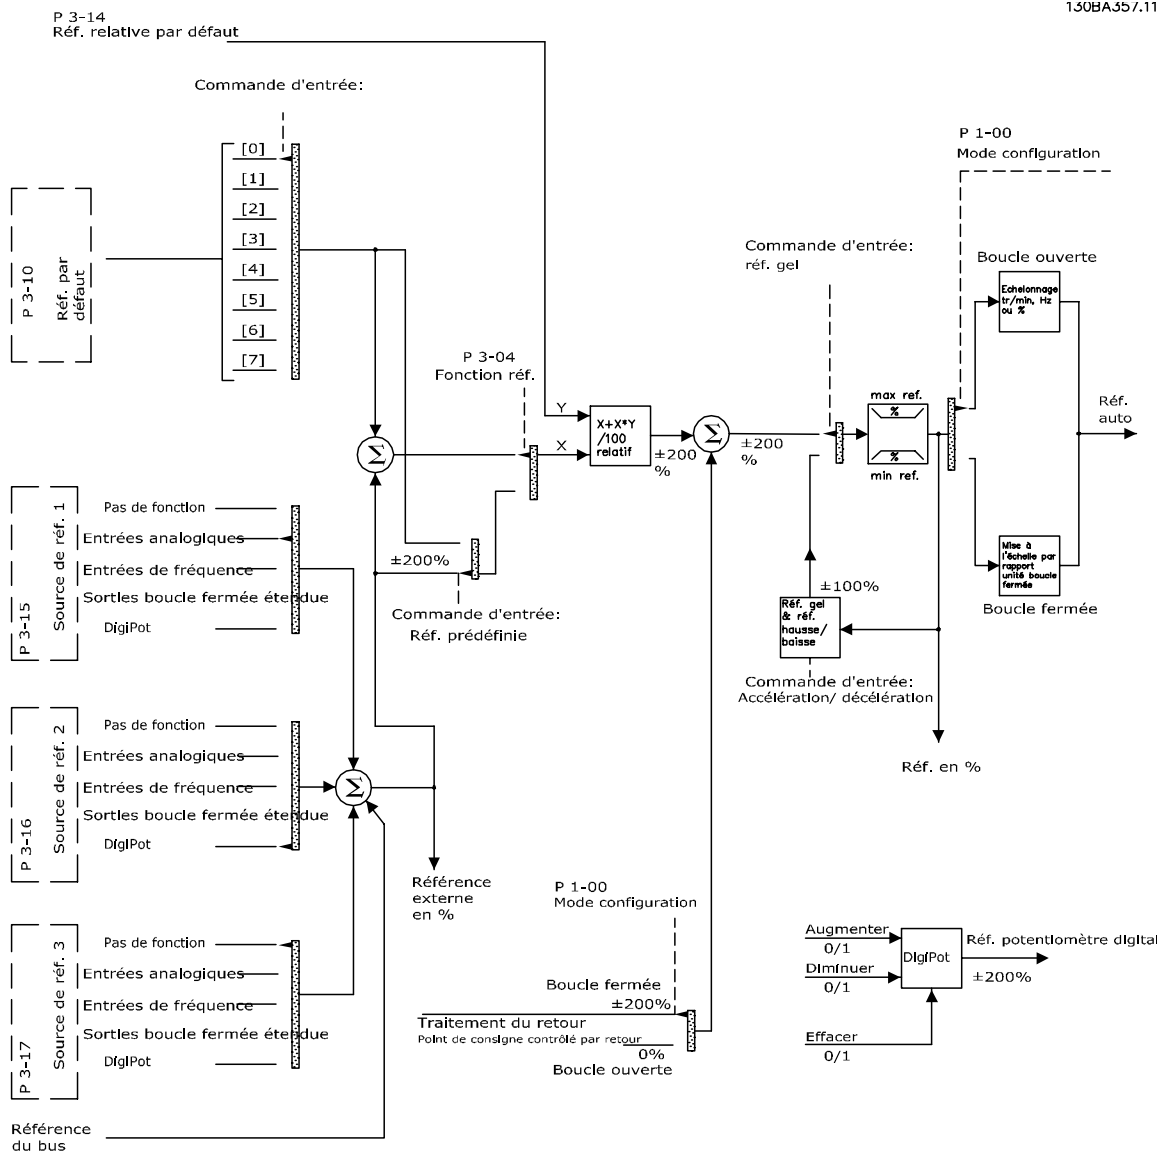 130BA357.11
P 3-14
Réf. relative par défaut
Commande d'entrée:
[0]
[1]
[2]
[3]
[4]
[5]
[6]
[7]
P 3-10
Réf. par
défaut
P 1-00
Mode configuration
Commande d'entrée:
réf. gel
Boucle ouverte
Echelonnage
tr/min, Hz
ou %
P 3-04
Fonction réf.
Y
X
X+X*Y
/100
relatif
±200
%
Σ
±200
%
max ref.
%
%
min ref.
Réf.
auto
Σ
P 3-15
Source de réf. 1
Pas de fonction
Entrées analogiques
Entrées de fréquence
Sorties boucle fermée étendue
DigiPot
±200%
Commande d'entrée:
Réf. prédéfinie
±100%
Réf. gel
& réf.
hausse/
baisse
Commande d'entrée:
Accélération/ décélération
Mise à
l'échelle par
rapport
unité boucle
fermée
Boucle fermée
Réf. en %
P 3-16
Source de réf. 2
Pas de fonction
Entrées analogiques
Entrées de fréquence
Sorties boucle fermée étendue
DigiPot
Σ
Référence
externe
en %
P 3-17
Source de réf. 3
Pas de fonction
Entrées analogiques
Entrées de fréquence
Sorties boucle fermée étendue
DigiPot
Référence
du bus
P 1-00
Mode configuration
Boucle fermée
±200%
Traitement du retour
Point de consigne contrôlé par retour
0%
Boucle ouverte
Augmenter
0/1
Diminuer
0/1
Effacer
0/1
DigiPot
Réf. potentiomètre digital
±200%